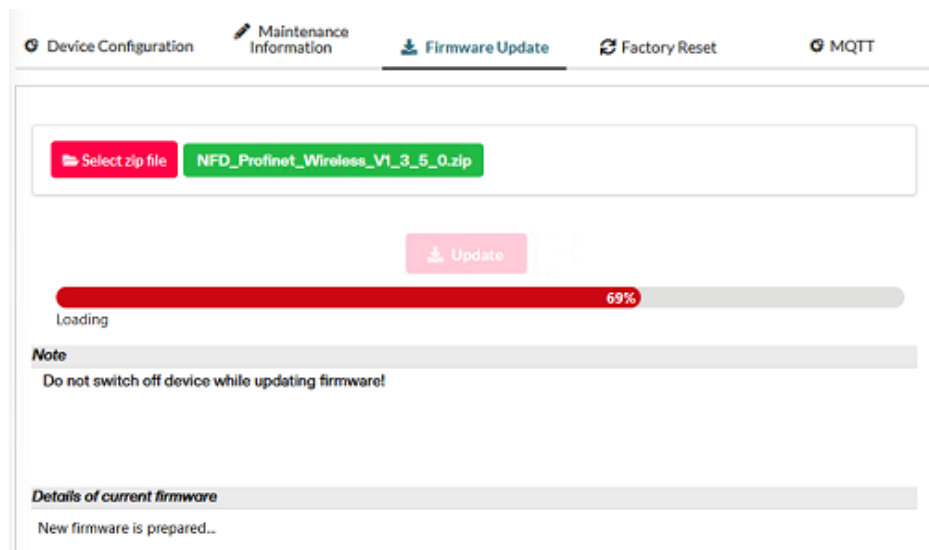 Device Configuration
Maintenance
Information
Firmware Update
Factory Reset
MQTT
Select zip file
NFD_Profinet_Wireless_V1_3_5_0.zip
Update
69%
Loading
Note
Do not switch off device while updating firmware!
Details of current firmware
New firmware is prepared...